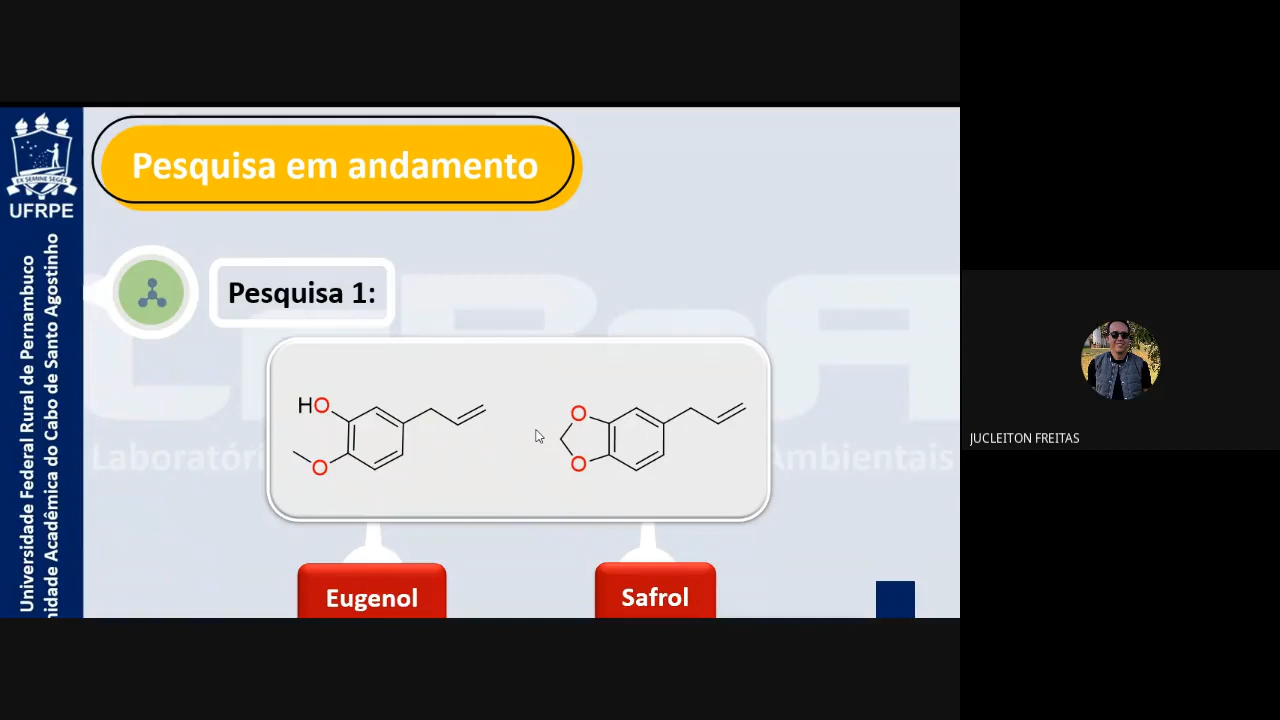 Pesquisa em andamento
EX SEMINE SEGES
UFRPE
Universidade Federal Rural de Pernambuco
nidade Acadêmica do Cabo de Santo Agostinho
Pesquisa 1:
Laboratóri
Ambientais
HO
O
O
O
Eugenol
Safrol
JUCLEITON FREITAS